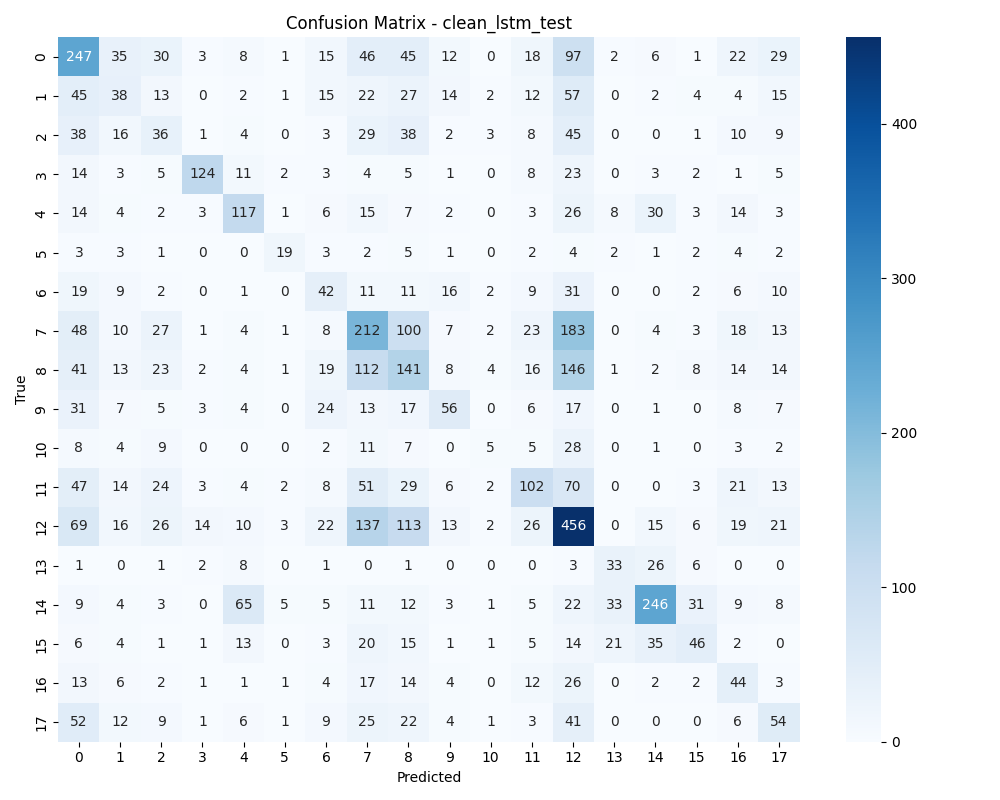 Confusion Matrix - clean_lstm_test
0 247 35 30 3 8 1 15 46 45 12 0 18 97 2 6 1 22 29
1 45 38 13 0 2 1 15 22 27 14 2 12 57 0 2 4 4 15
400
2 38 16 36 1 4 0 3 29 38 2 3 8 45 0 0 1 10 9
3 14 3 5 124 11 2 3 4 5 1 0 8 23 0 3 2 1 5
4 14 4 2 3 117 1 6 15 7 2 0 3 26 8 30 3 14 3
5 3 3 1 0 0 19 3 2 5 1 0 2 4 2 1 2 4 2
300
6 19 9 2 0 1 0 42 11 11 16 2 9 31 0 0 2 6 10
7 48 10 27 1 4 1 8 212 100 7 2 23 183 0 4 3 18 13
True
8 41 13 23 2 4 1 19 112 141 8 4 16 146 1 2 8 14 14
9 31 7 5 3 4 0 24 13 17 56 0 6 17 0 1 0 8 7
200
10 8 4 9 0 0 0 2 11 7 0 5 5 28 0 1 0 3 2
11 47 14 24 3 4 2 8 51 29 6 2 102 70 0 0 3 21 13
12 69 16 26 14 10 3 22 137 113 13 2 26 456 0 15 6 19 21
13 1 0 1 2 8 0 1 0 1 0 0 0 3 33 26 6 0 0
100
14 9 4 3 0 65 5 5 11 12 3 1 5 22 33 246 31 9 8
15 6 4 1 1 13 0 3 20 15 1 1 5 14 21 35 46 2 0
16 13 6 2 1 1 1 4 17 14 4 0 12 26 0 2 2 44 3
17 52 12 9 1 6 1 9 25 22 4 1 3 41 0 0 0 6 54
0
0 1 2 3 4 5 6 7 8 9 10 11 12 13 14 15 16 17
Predicted